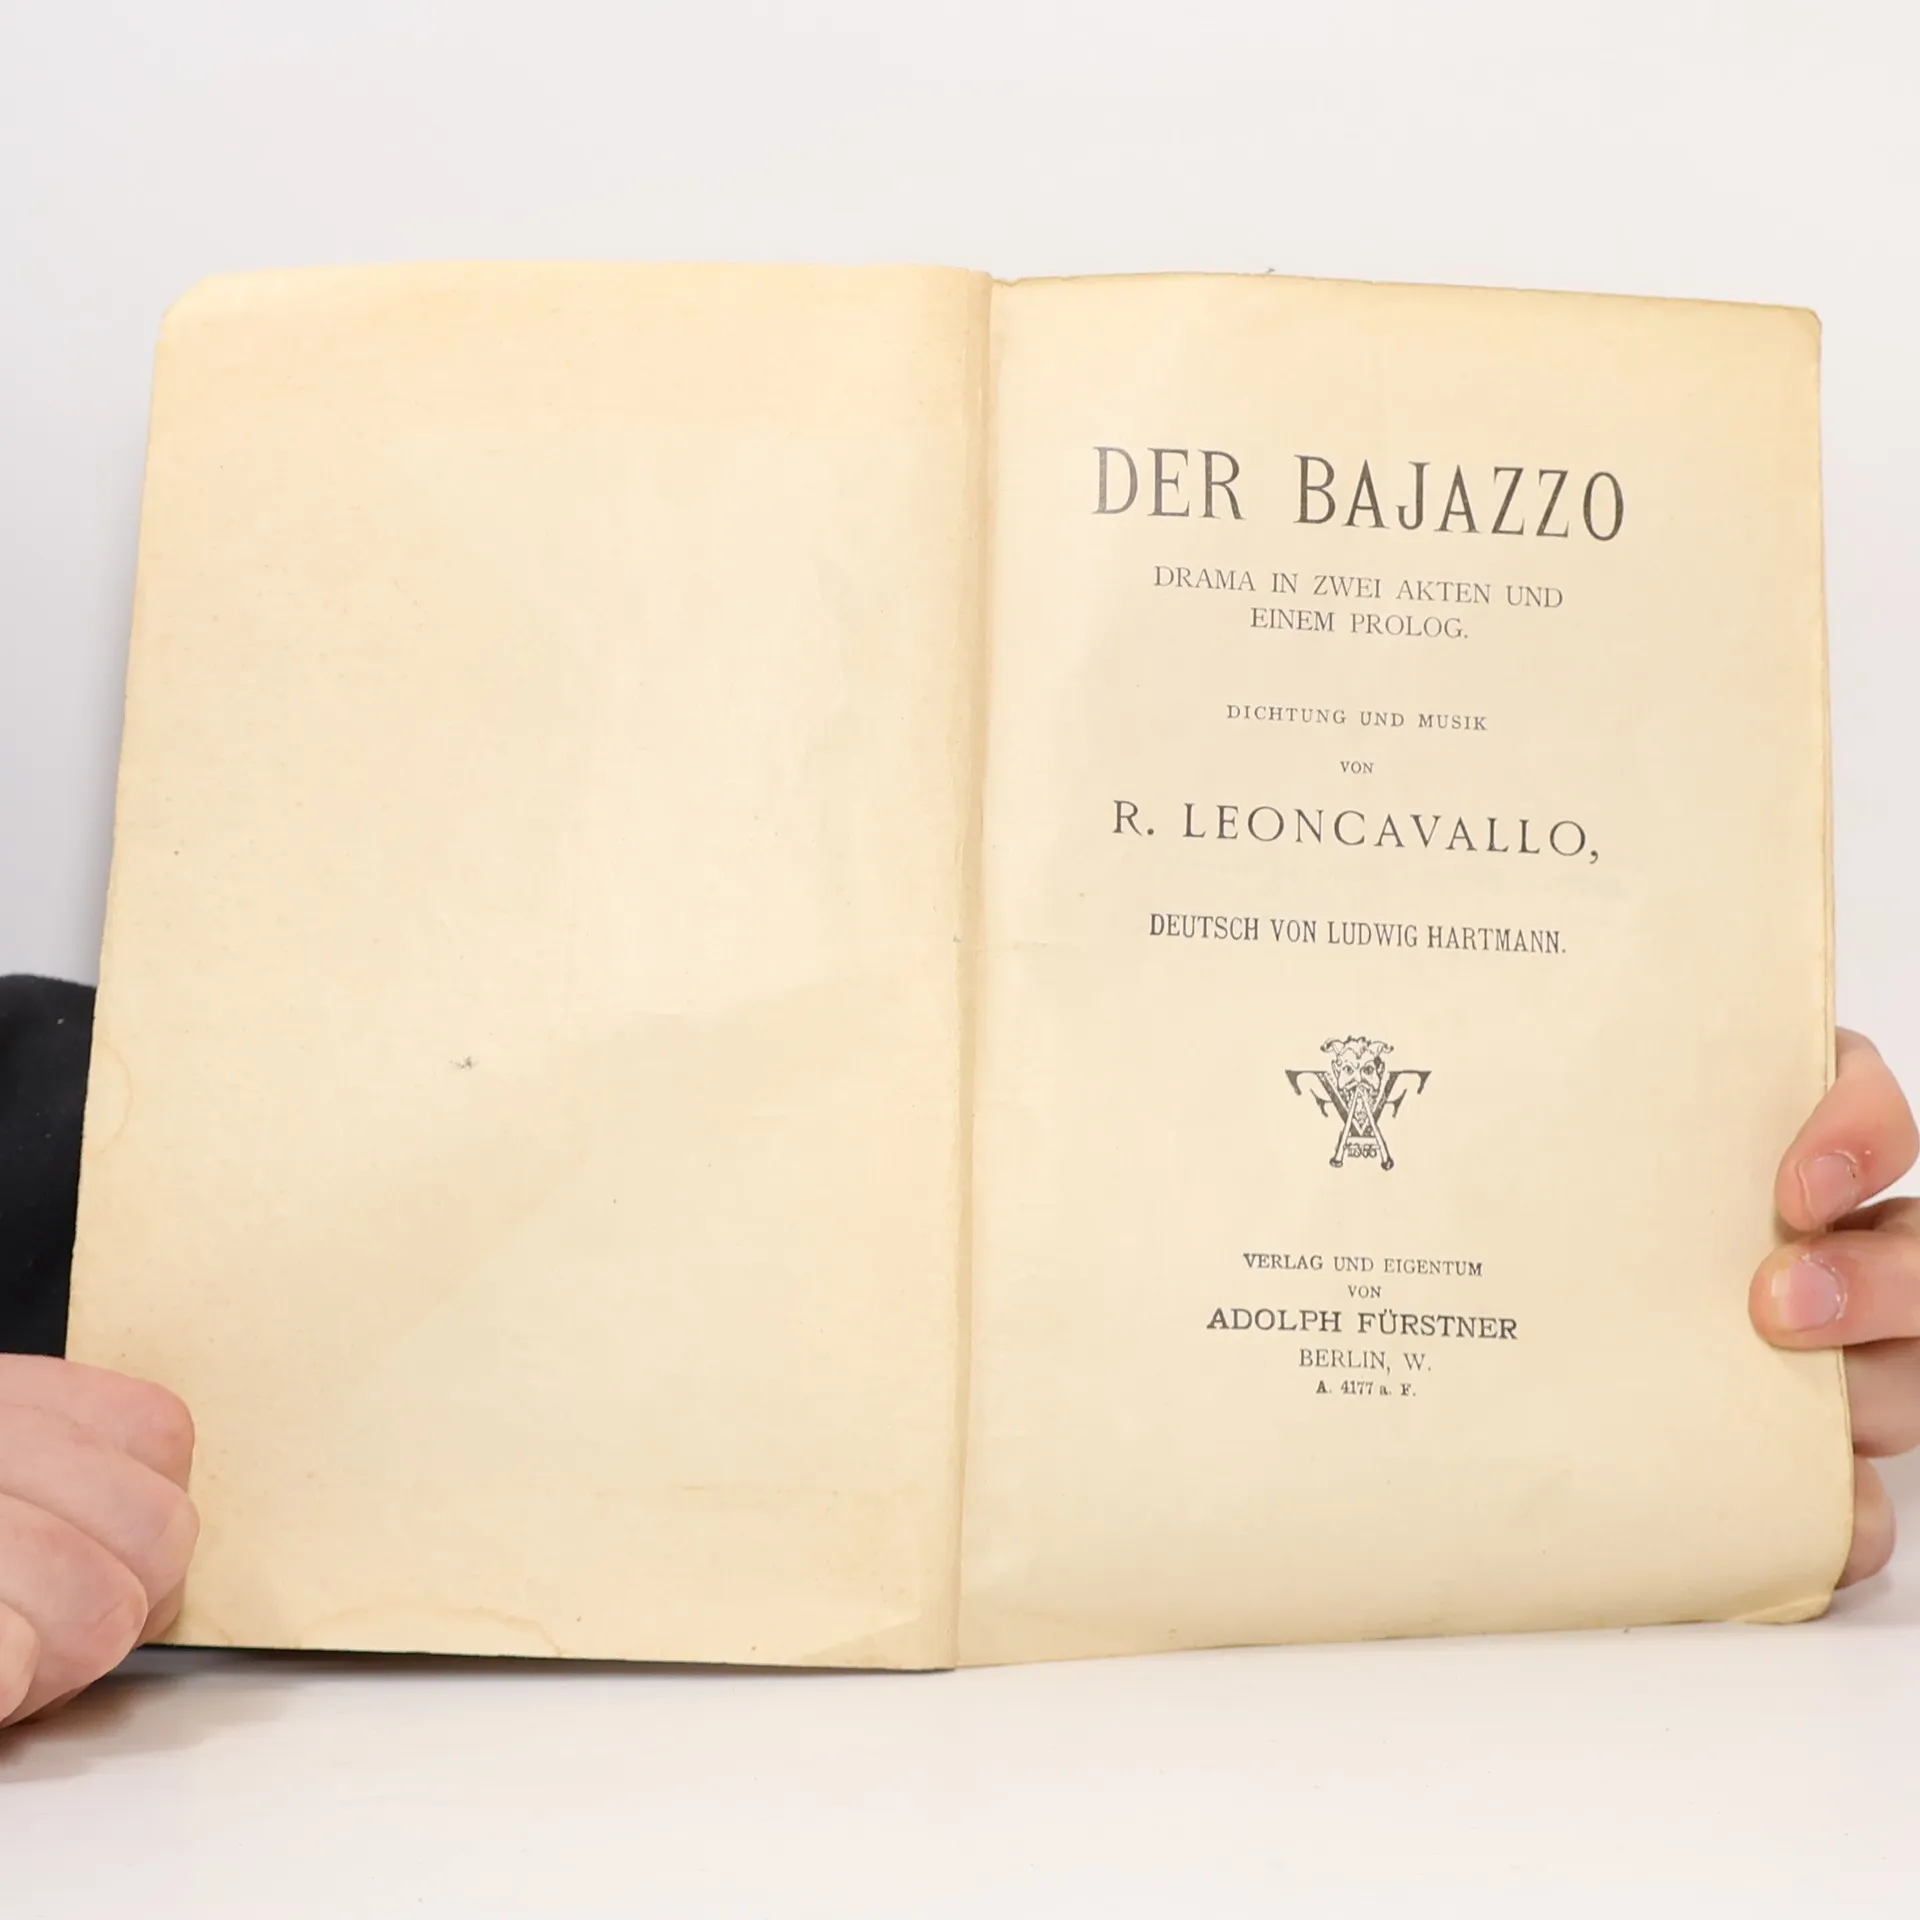 DER BAJAZZO
DRAMA IN ZWEI AKTEN UND
EINEM PROLOG.
DICHTUNG UND MUSIK
VON
R. LEONCAVALLO,
DEUTSCH VON LUDWIG HARTMANN.
VERLAG UND EIGENTUM
VON
ADOLPH FÜRSTNER
BERLIN, W.
A. 4177 a. F.